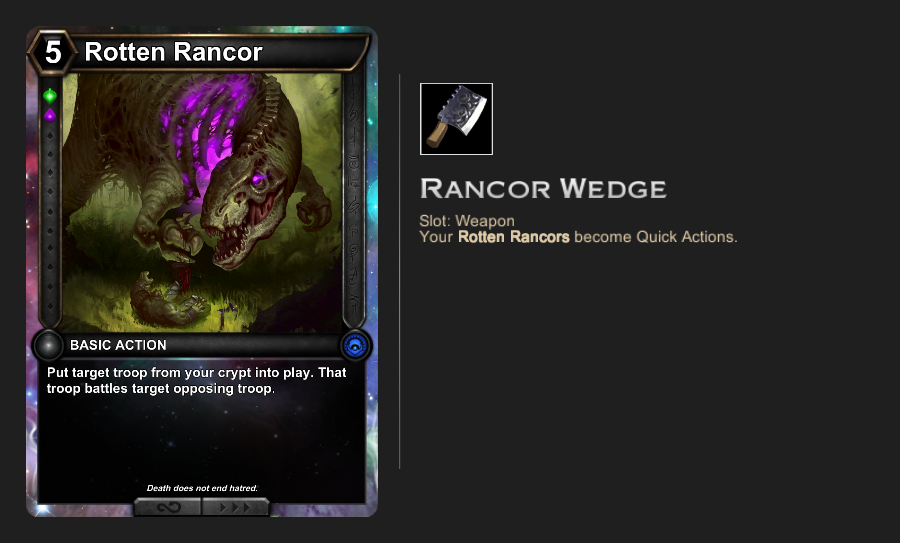 5 Rotten Rancor
BASIC ACTION
Put target troop from your crypt into play. That
troop battles target opposing troop.
Death does not end hatred.
RANCOR WEDGE
Slot: Weapon
Your Rotten Rancors become Quick Actions.